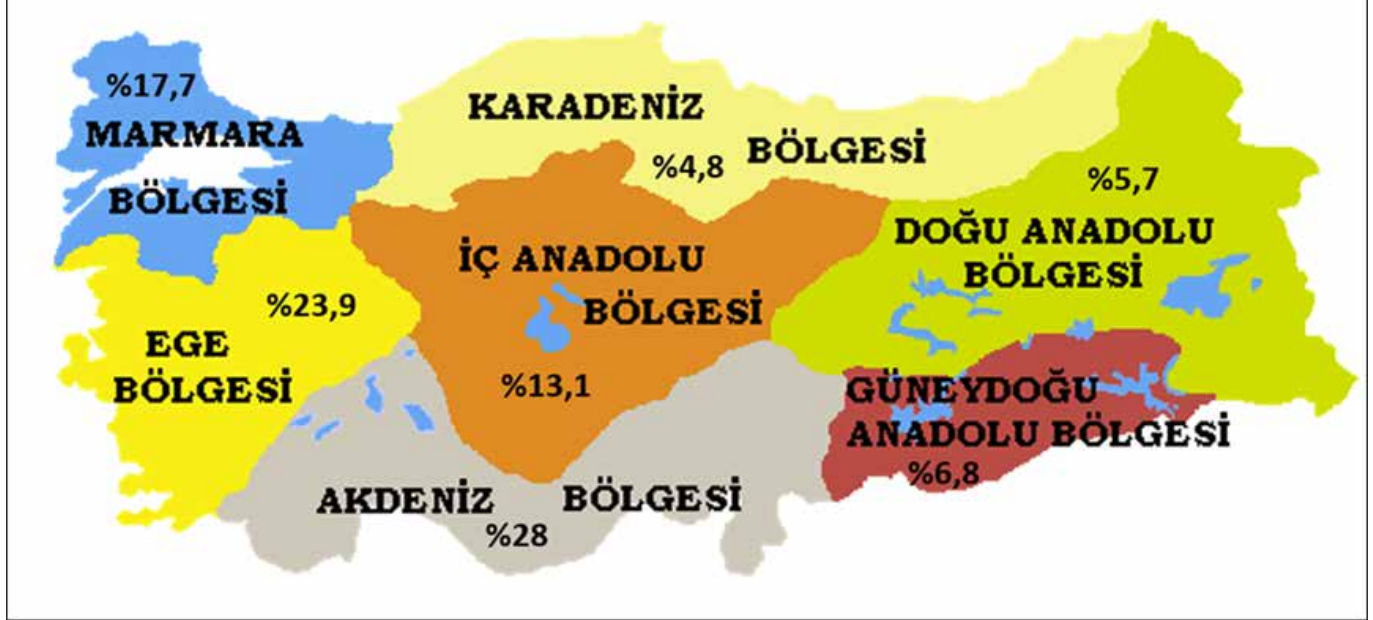 %17,7
MARMARA
BÖLGESİ
KARADENİZ
BÖLGESİ
%4,8
%5,7
DOĞU ANADOLU
BÖLGESİ
İÇ ANADOLU
BÖLGESİ
%13,1
%23,9
EGE
BÖLGESİ
GÜNEYDOĞU
ANADOLU BÖLGESİ
%6,8
AKDENİZ BÖLGESİ
%28